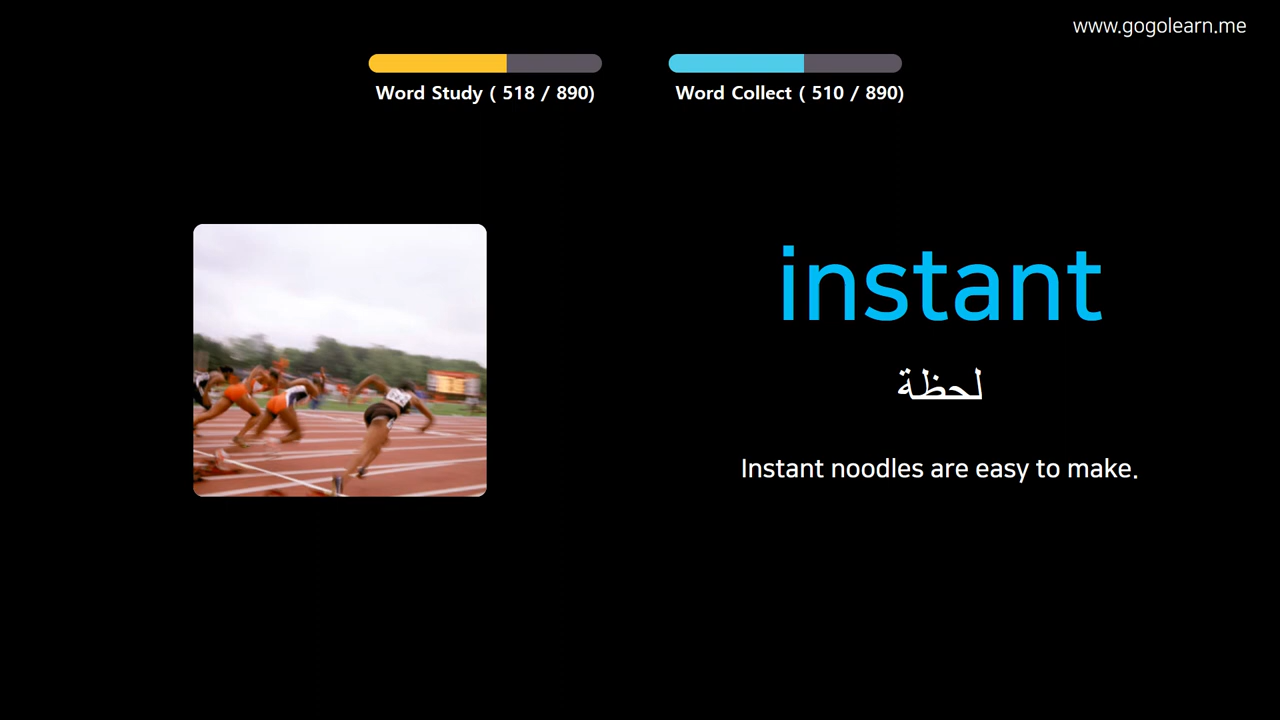 www.gogolearn.me
Word Study ( 518 / 890)
Word Collect ( 510 / 890)
instant
لحظة
Instant noodles are easy to make.